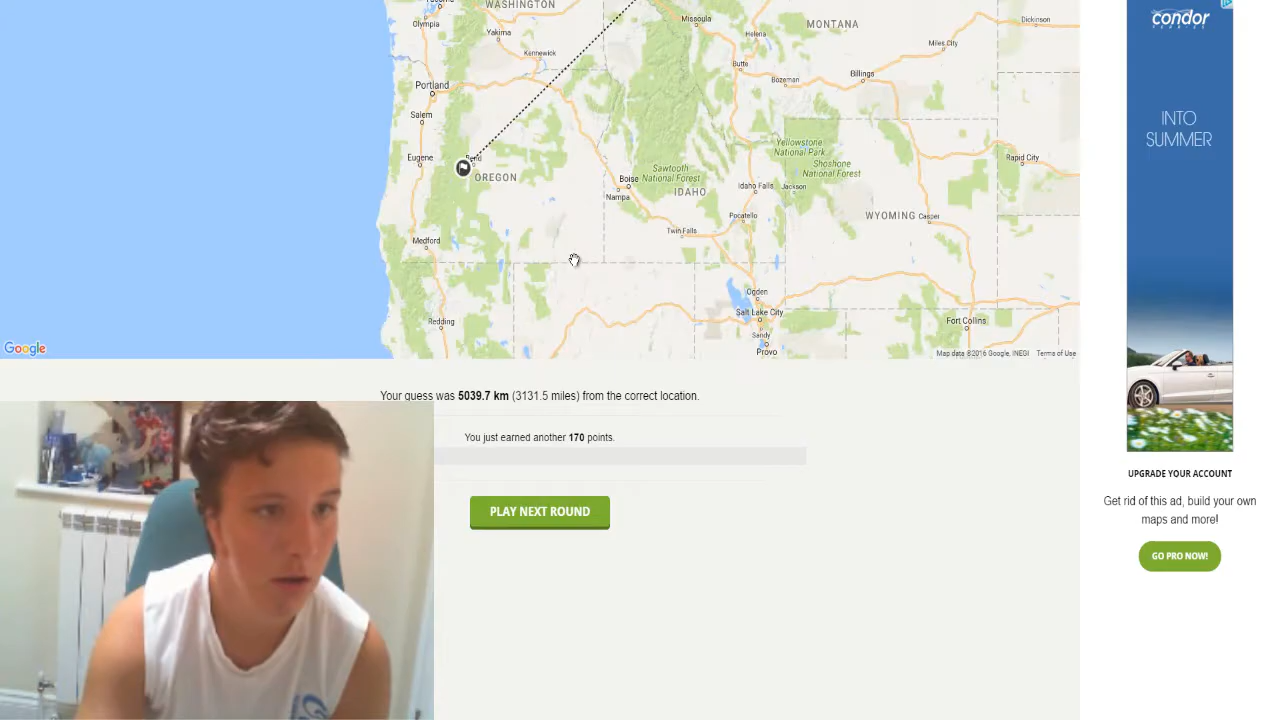 WASHINGTON
Olympia
Yakima
Kennewick
Missoula
Helena
MONTANA
Dickinson
Miles City
Butte
Bozeman
Billings
Portland
Salem
Eugene
Bend
OREGON
Boise
Nampa
Sawtooth
National Forest
IDAHO
Idaho Falls
Yellowstone
National Park
Shoshone
National Forest
Jackson
Rapid City
Pocatello
WYOMING
Casper
Twin Falls
Medford
Redding
Ogden
Salt Lake City
Sandy
Provo
Fort Collins
Google
Map data ©2016 Google, INEGI
Terms of Use
Your guess was 5039.7 km (3131.5 miles) from the correct location.
You just earned another 170 points.
PLAY NEXT ROUND
condor
INTO
SUMMER
UPGRADE YOUR ACCOUNT
Get rid of this ad, build your own
maps and more!
GO PRO NOW!